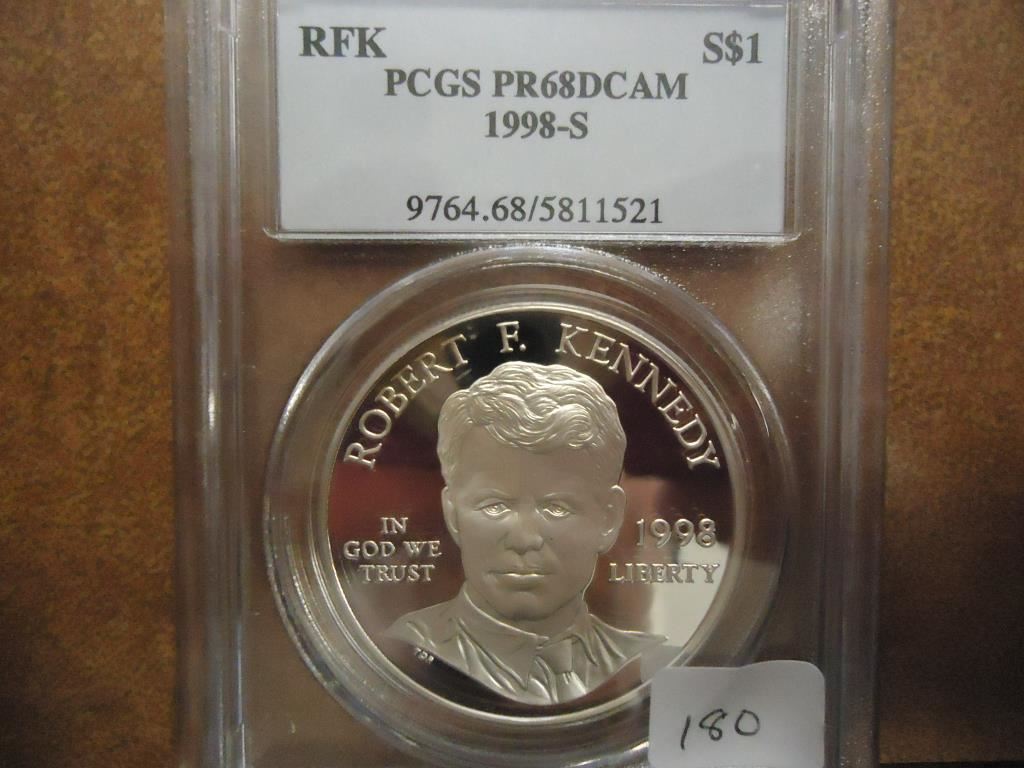 RFK S$1
PCGS PR68DCAM
1998-S
9764.68/5811521
ROBERT F. KENNEDY
IN
GOD WE
TRUST
1998
LIBERTY
180